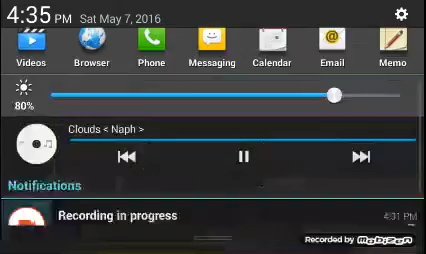 4:35 PM Sat May 7, 2016
Videos Browser Phone Messaging Calendar Email Memo
80%
Clouds < Naph >
Notifications
Recording in progress 4:31 PM
Recorded by Mobizen